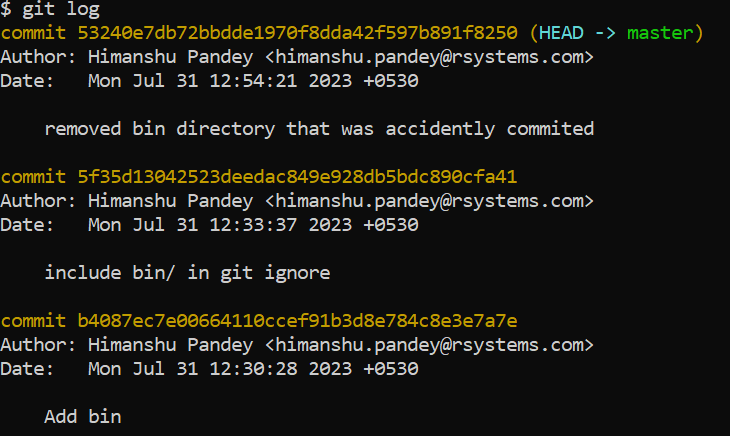 $ git log
commit 53240e7db72bbdde1970f8dda42f597b891f8250 (HEAD -> master)
Author: Himanshu Pandey <himanshu.pandey@rsystems.com>
Date:   Mon Jul 31 12:54:21 2023 +0530
    removed bin directory that was accidently commited
commit 5f35d13042523deedac849e928db5bdc890cfa41
Author: Himanshu Pandey <himanshu.pandey@rsystems.com>
Date:   Mon Jul 31 12:33:37 2023 +0530
    include bin/ in git ignore
commit b4087ec7e00664110ccef91b3d8e784c8e3e7a7e
Author: Himanshu Pandey <himanshu.pandey@rsystems.com>
Date:   Mon Jul 31 12:30:28 2023 +0530
    Add bin